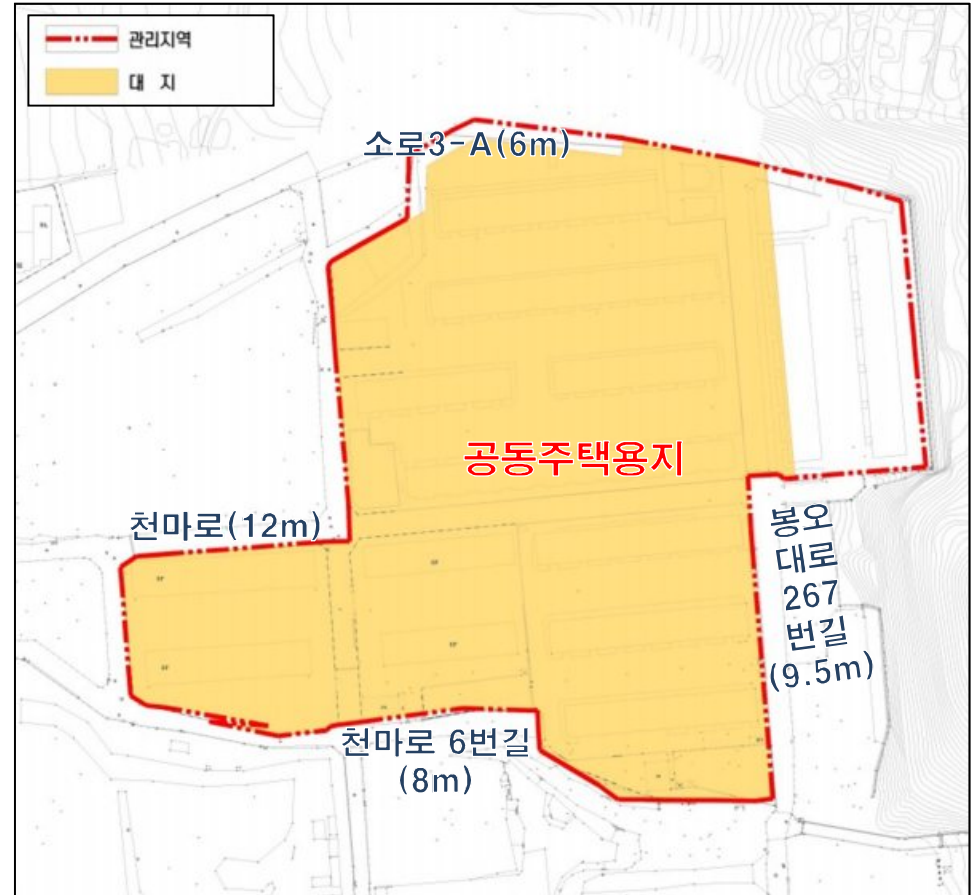 관리지역
대 지
소로3-A(6m)
공동주택용지
천마로(12m)
봉오
대로
267
번길
(9.5m)
천마로 6번길
(8m)